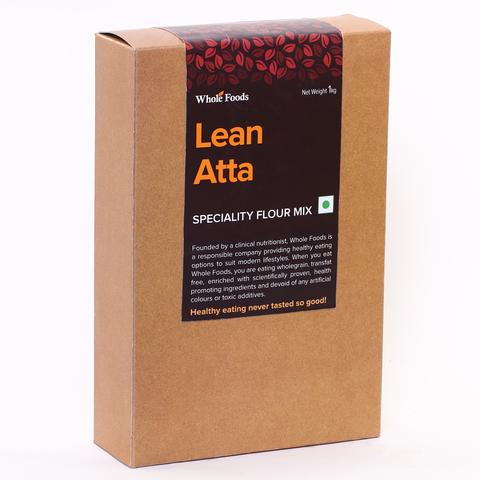 Whole Foods
Net Weight 1kg
Lean
Atta
SPECIALITY FLOUR MIX
Founded by a clinical nutritionist, Whole Foods is
a responsible company providing healthy eating
options to suit modern lifestyles. When you eat
Whole Foods, you are eating wholegrain, transfat
free, enriched with scientifically proven, health
promoting ingredients and devoid of any artificial
colours or toxic additives.
Healthy eating never tasted so good!